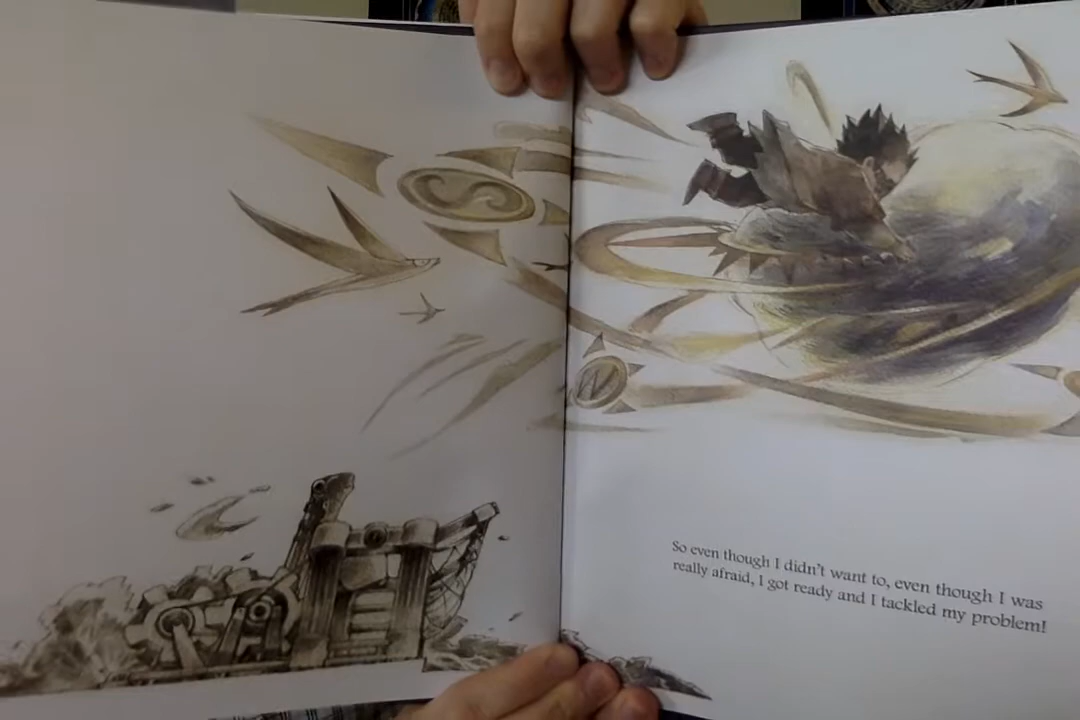 So even though I didn't want to, even though I was
really afraid, I got ready and I tackled my problem!